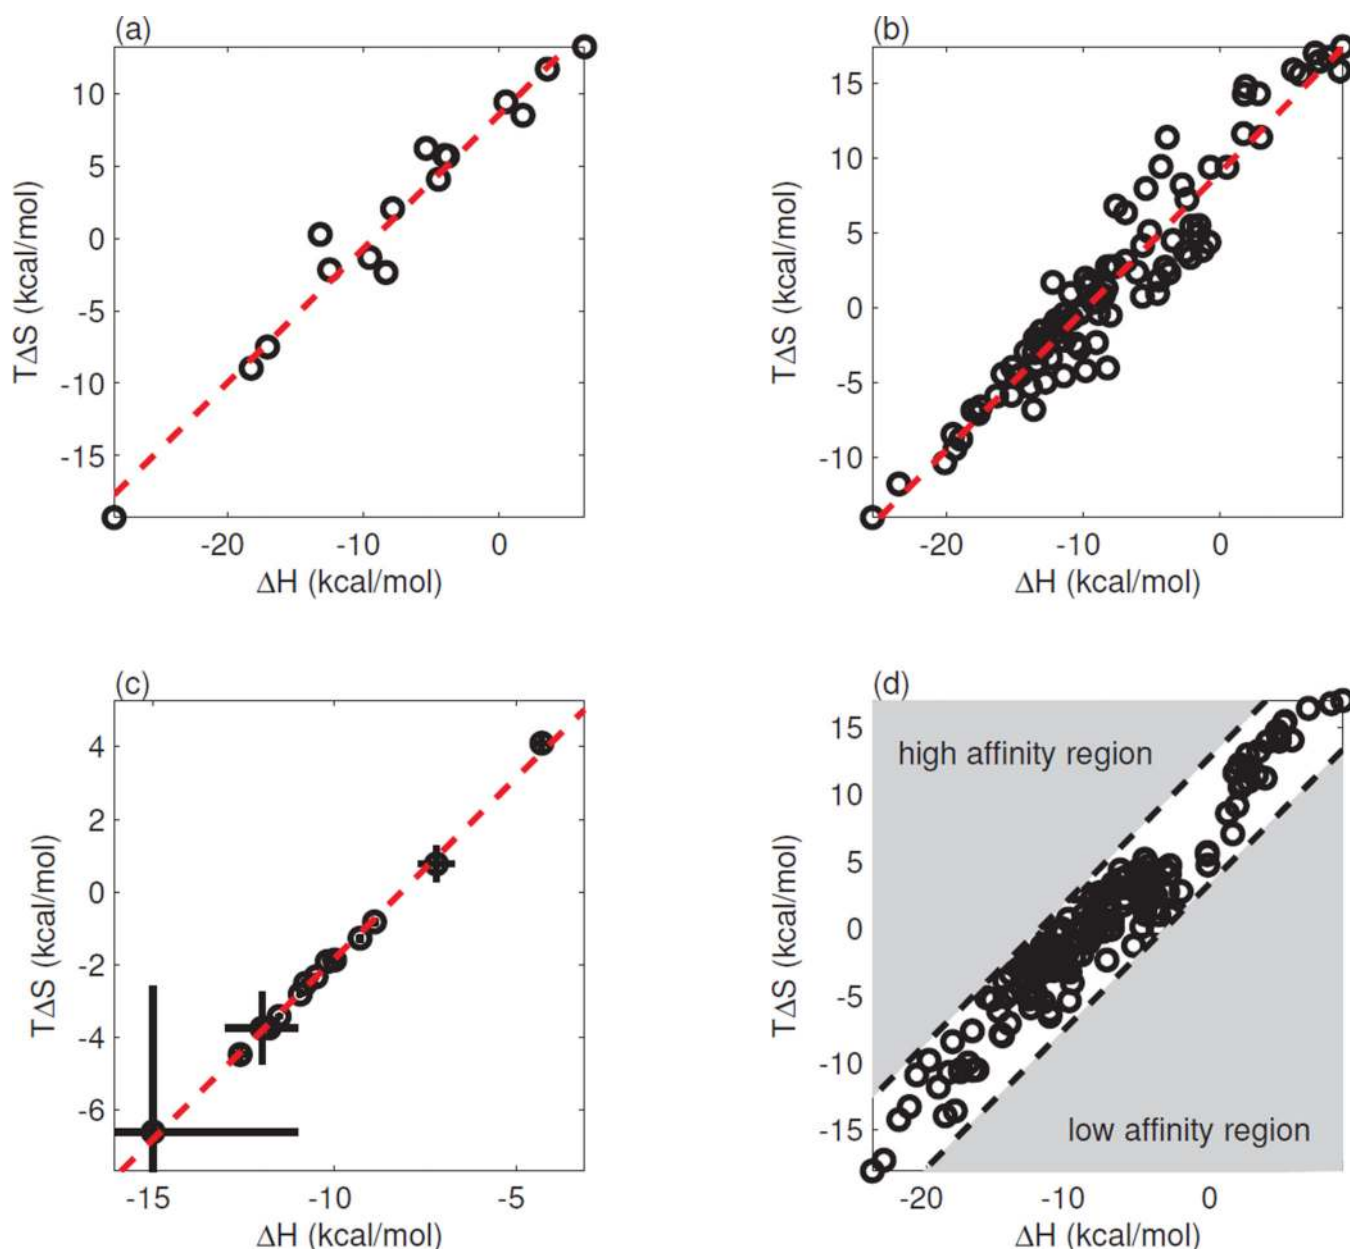 (a)
10
5
0
-5
-10
-15
TΔS (kcal/mol)
-20 -10 0
ΔH (kcal/mol)
(b)
15
10
5
0
-5
-10
TΔS (kcal/mol)
-20 -10 0
ΔH (kcal/mol)
(c)
4
2
0
-2
-4
-6
TΔS (kcal/mol)
-15 -10 -5
ΔH (kcal/mol)
(d)
high affinity region
low affinity region
15
10
5
0
-5
-10
-15
TΔS (kcal/mol)
-20 -10 0
ΔH (kcal/mol)